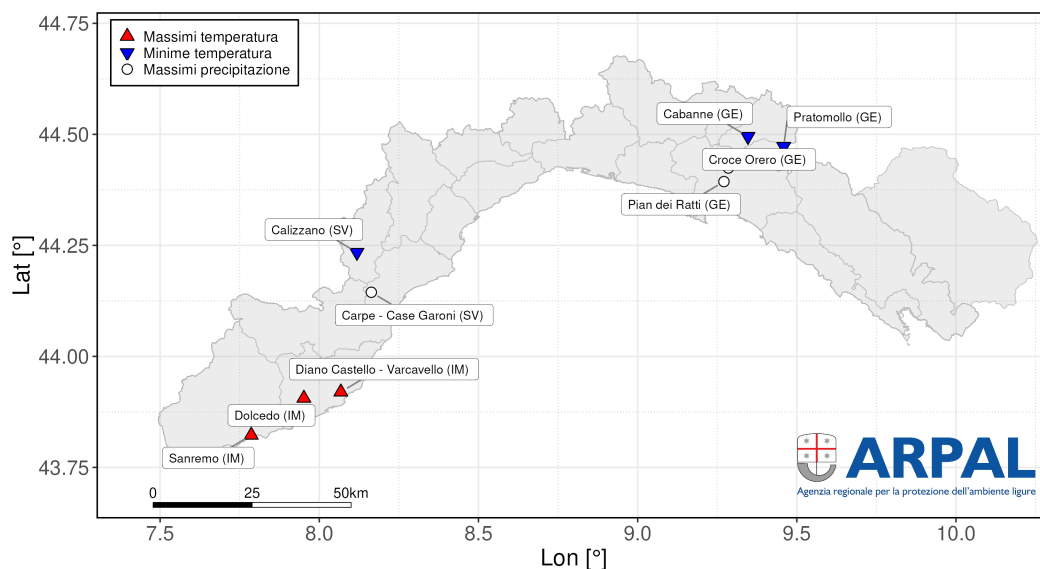 44.75
Massimi temperatura
Minime temperatura
Massimi precipitazione
44.50
Cabanne (GE)
Pratomollo (GE)
Croce Orero (GE)
Pian dei Ratti (GE)
44.25
Calizzano (SV)
Carpe - Case Garoni (SV)
Lat [°]
44.00
Diano Castello - Varcavello (IM)
Dolcedo (IM)
Sanremo (IM)
43.75
ARPAL
Agenzia regionale per la protezione dell'ambiente ligure
0 25 50km
7.5 8.0 8.5 9.0 9.5 10.0
Lon [°]